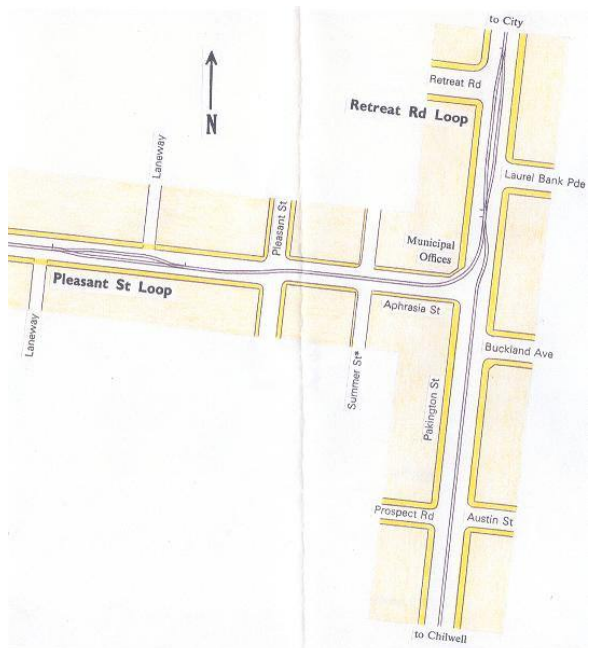 to City
Retreat Rd
Retreat Rd Loop
N
Laneway
Laurel Bank Pde
Pleasant St
Municipal
Offices
Pleasant St Loop
Aphrasia St
Laneway
Summer St*
Buckland Ave
Pakington St
Prospect Rd
Austin St
to Chilwell